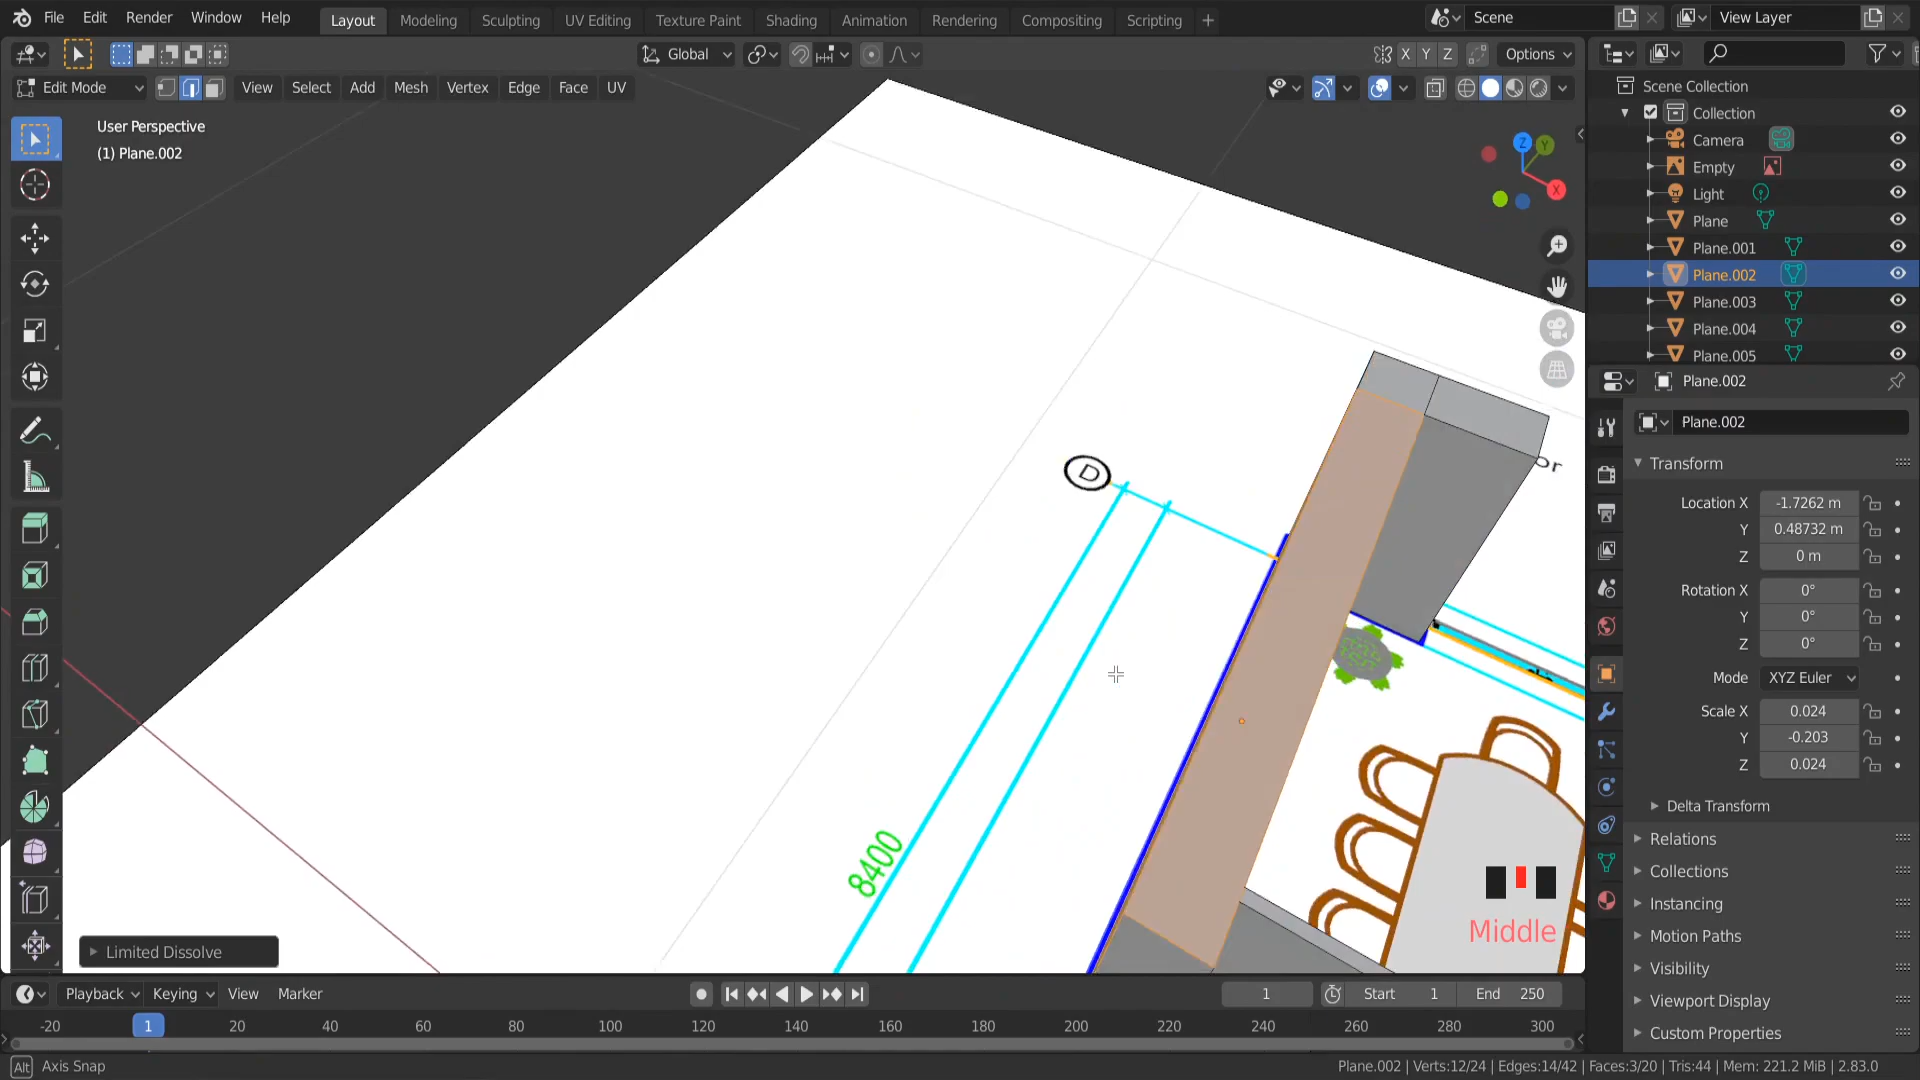 File Edit Render Window Help
Layout Modeling Sculpting UV Editing Texture Paint Shading Animation Rendering Compositing Scripting +
Scene
View Layer
Global
X Y Z Options
Edit Mode View Select Add Mesh Vertex Edge Face UV
User Perspective
(1) Plane.002
Z
Y
X
D
or
8400
Middle
Limited Dissolve
Scene Collection
Collection
Camera
Empty
Light
Plane
Plane.001
Plane.002
Plane.003
Plane.004
Plane.005
Plane.002
Plane.002
Transform
Location X -1.7262 m
Y 0.48732 m
Z 0 m
Rotation X 0°
Y 0°
Z 0°
Mode XYZ Euler
Scale X 0.024
Y -0.203
Z 0.024
Delta Transform
Relations
Collections
Instancing
Motion Paths
Visibility
Viewport Display
Custom Properties
Playback Keying View Marker
1 Start 1 End 250
-20 1 20 40 60 80 100 120 140 160 180 200 220 240 260 280 300
Alt Axis Snap
Plane.002 | Verts:12/24 | Edges:14/42 | Faces:3/20 | Tris:44 | Mem: 221.2 MiB | 2.83.0